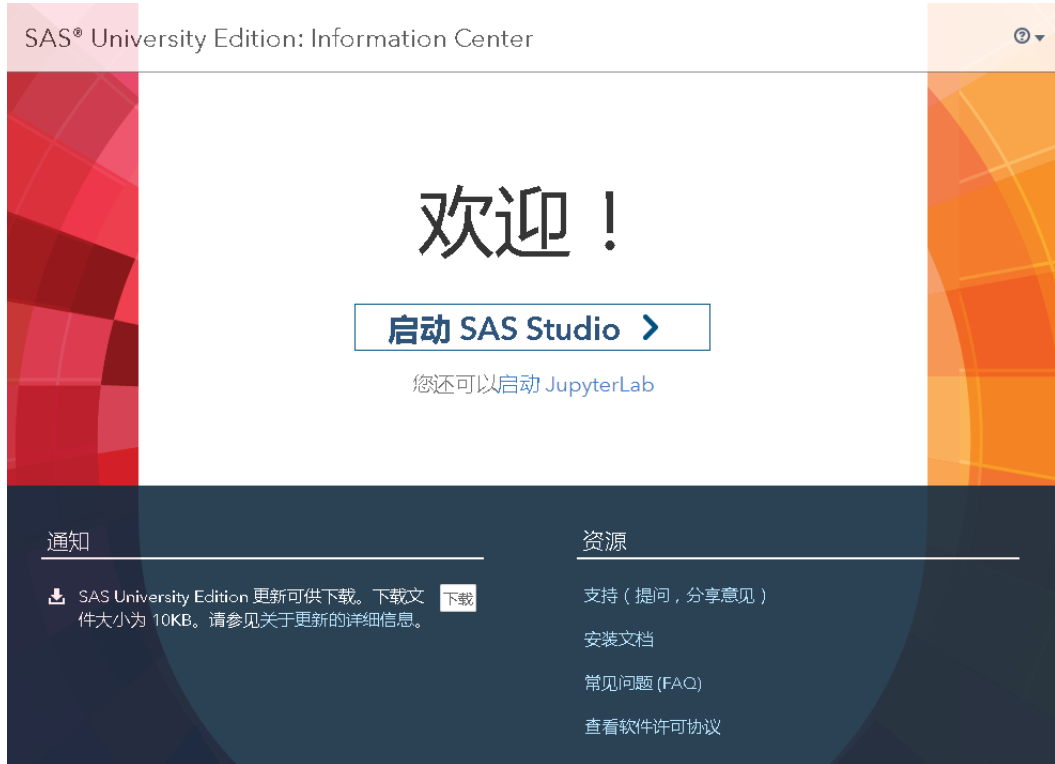 SAS® University Edition: Information Center
欢迎！
启动 SAS Studio
您还可以启动 JupyterLab
通知
SAS University Edition 更新可供下载。下载文
件大小为 10KB。请参见关于更新的详细信息。
下载
资源
支持（提问，分享意见）
安装文档
常见问题 (FAQ)
查看软件许可协议